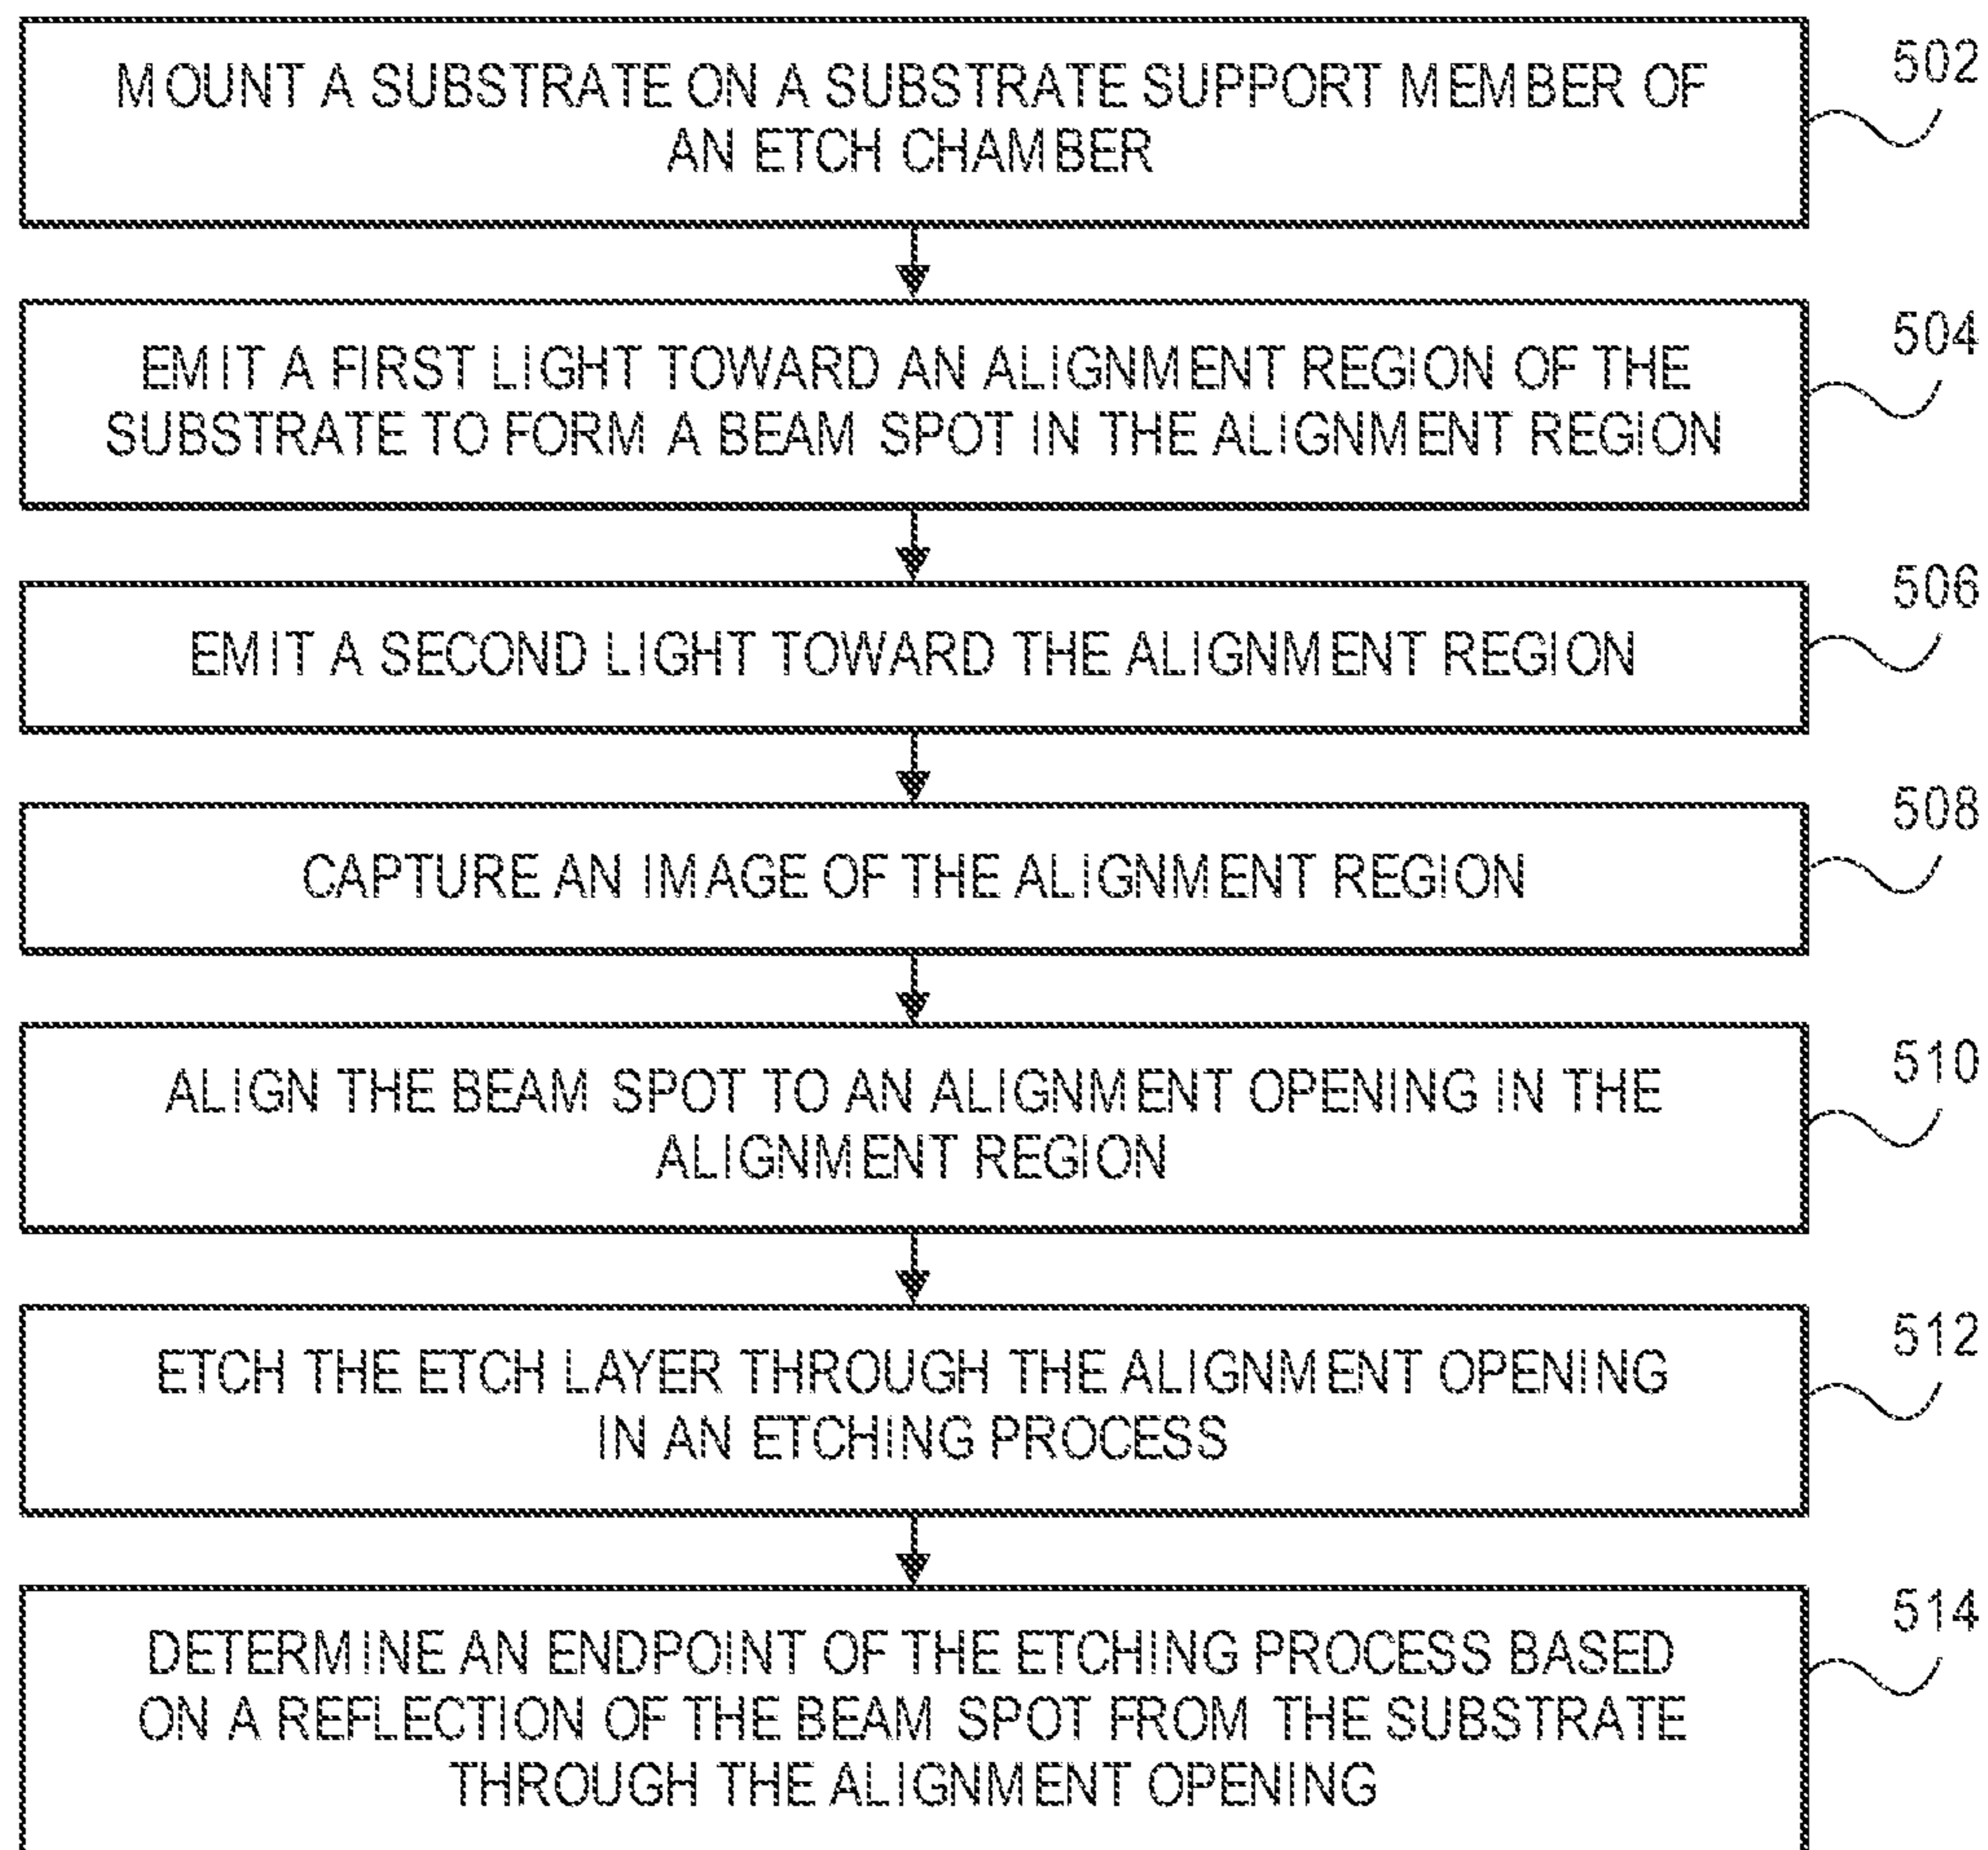 MOUNT A SUBSTRATE ON A SUBSTRATE SUPPORT MEMBER OF
AN ETCH CHAMBER
502
EMIT A FIRST LIGHT TOWARD AN ALIGNMENT REGION OF THE
SUBSTRATE TO FORM A BEAM SPOT IN THE ALIGNMENT REGION
504
EMIT A SECOND LIGHT TOWARD THE ALIGNMENT REGION
506
CAPTURE AN IMAGE OF THE ALIGNMENT REGION
508
ALIGN THE BEAM SPOT TO AN ALIGNMENT OPENING IN THE
ALIGNMENT REGION
510
ETCH THE ETCH LAYER THROUGH THE ALIGNMENT OPENING
IN AN ETCHING PROCESS
512
DETERMINE AN ENDPOINT OF THE ETCHING PROCESS BASED
ON A REFLECTION OF THE BEAM SPOT FROM THE SUBSTRATE
THROUGH THE ALIGNMENT OPENING
514